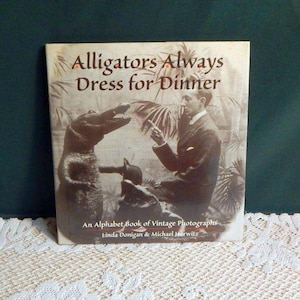 Alligators Always
Dress for Dinner
An Alphabet Book of Vintage Photographs
Linda Donigan & Michael Horwitz